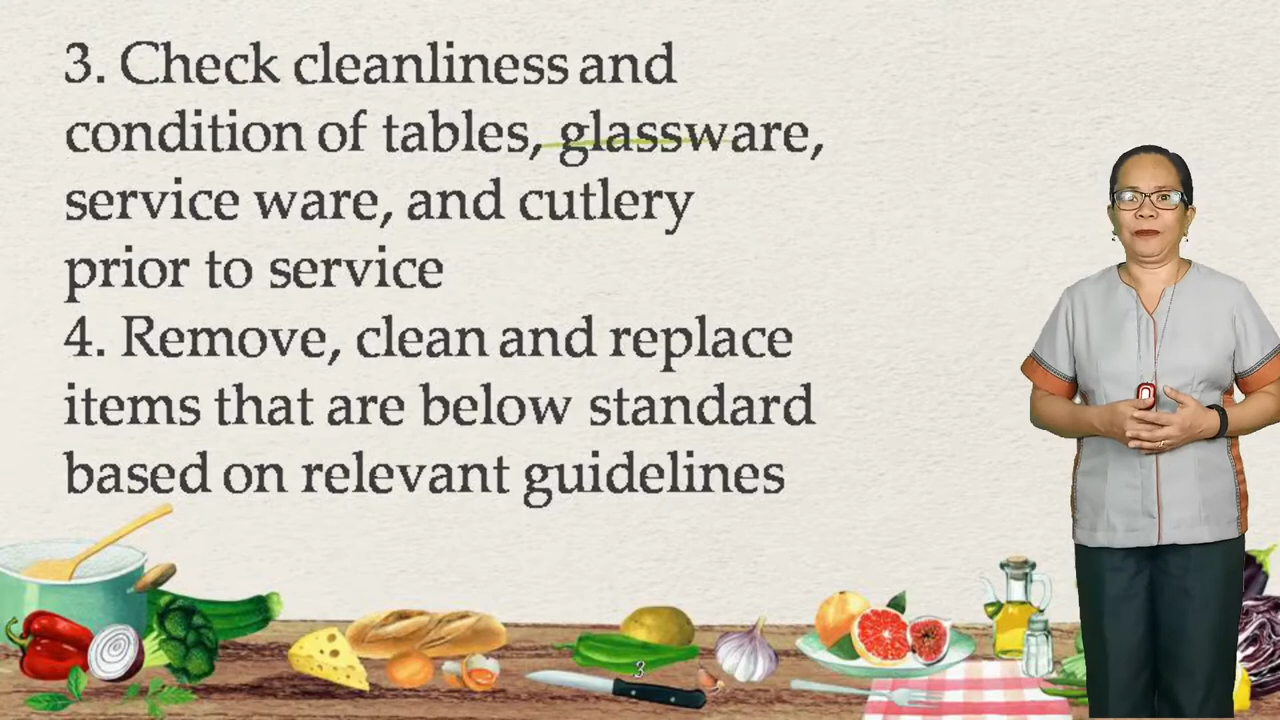 3. Check cleanliness and
condition of tables, glassware,
service ware, and cutlery
prior to service
4. Remove, clean and replace
items that are below standard
based on relevant guidelines
3